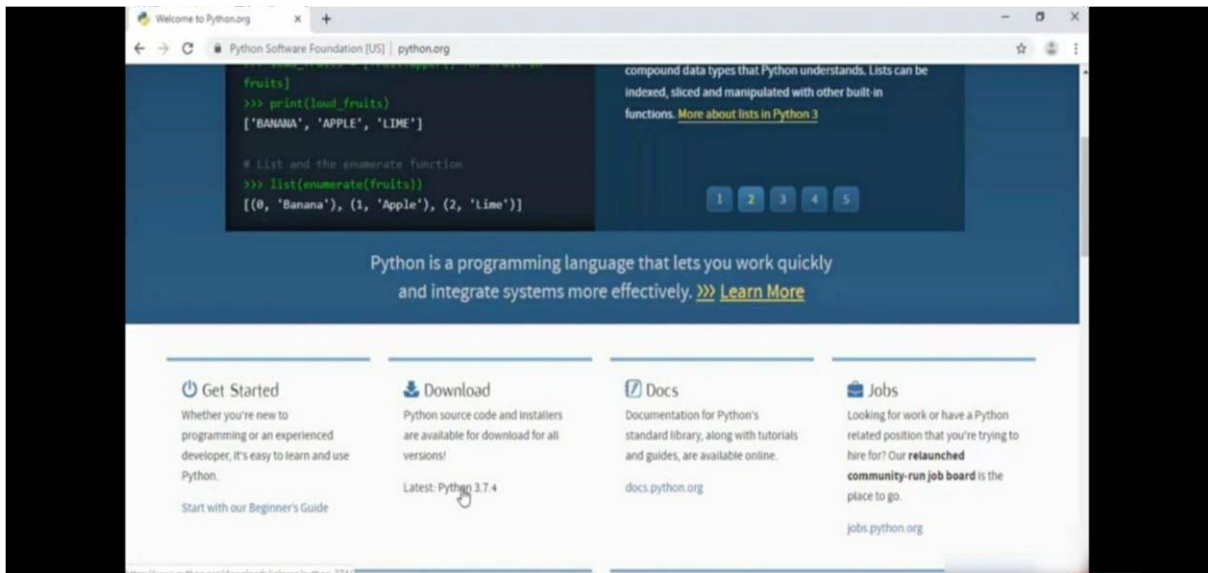 Welcome to Python.org
Python Software Foundation [US] | python.org
fruits]
>>> print(loud_fruits)
['BANANA', 'APPLE', 'LIME']
# List and the enumerate function
>>> list(enumerate(fruits))
[(0, 'Banana'), (1, 'Apple'), (2, 'Lime')]
compound data types that Python understands. Lists can be
indexed, sliced and manipulated with other built-in
functions. More about lists in Python 3
1 2 3 4 5
Python is a programming language that lets you work quickly
and integrate systems more effectively. >>> Learn More
Get Started
Whether you're new to
programming or an experienced
developer, it's easy to learn and use
Python.
Start with our Beginner's Guide
Download
Python source code and installers
are available for download for all
versions!
Latest: Python 3.7.4
Docs
Documentation for Python's
standard library, along with tutorials
and guides, are available online.
docs.python.org
Jobs
Looking for work or have a Python
related position that you're trying to
hire for? Our relaunched
community-run job board is the
place to go.
jobs.python.org